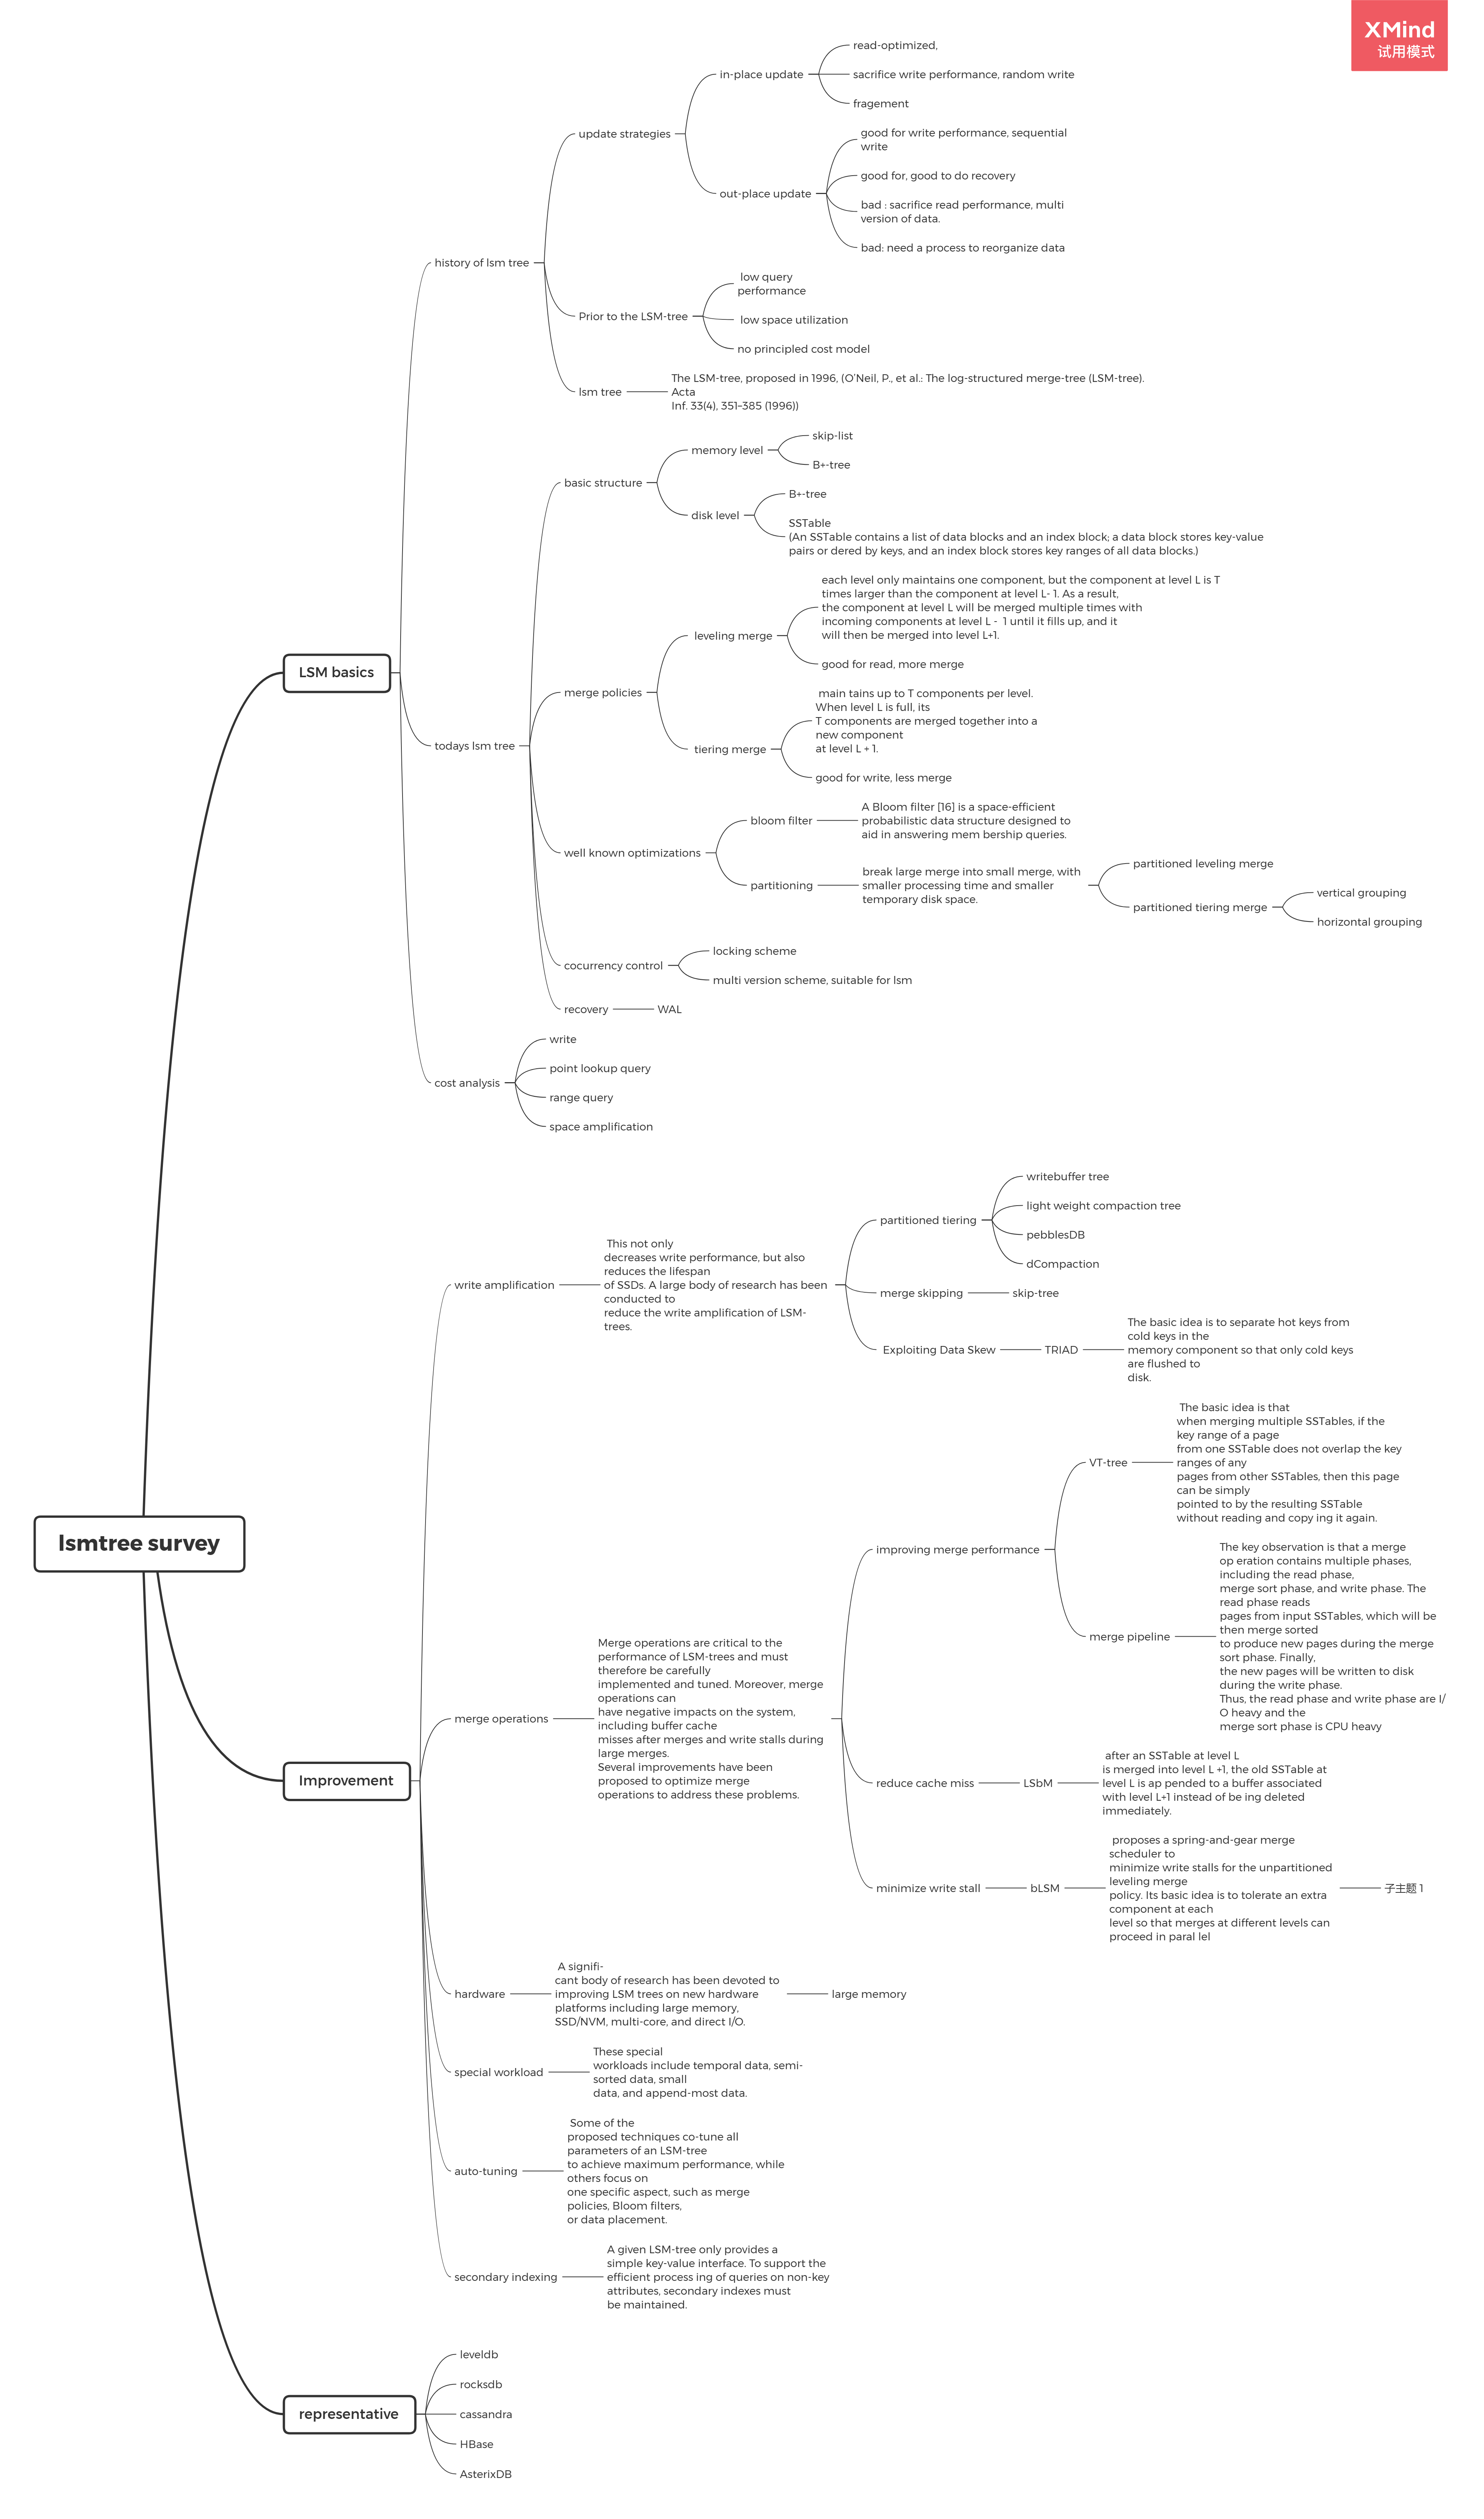 XMind
试用模式
read-optimized,
in-place update
sacrifice write performance, random write
fragement
update strategies
good for write performance, sequential
write
good for, good to do recovery
out-place update
bad : sacrifice read performance, multi
version of data.
bad: need a process to reorganize data
history of lsm tree
low query
performance
Prior to the LSM-tree
low space utilization
no principled cost model
lsm tree
The LSM-tree, proposed in 1996, (O'Neil, P., et al.: The log-structured merge-tree (LSM-tree).
Acta
Inf. 33(4), 351–385 (1996))
skip-list
memory level
B+-tree
basic structure
B+-tree
disk level
SSTable
(An SSTable contains a list of data blocks and an index block; a data block stores key-value
pairs or dered by keys, and an index block stores key ranges of all data blocks.)
each level only maintains one component, but the component at level L is T
times larger than the component at level L- 1. As a result,
the component at level L will be merged multiple times with
incoming components at level L - 1 until it fills up, and it
will then be merged into level L+1.
leveling merge
good for read, more merge
LSM basics
merge policies
main tains up to T components per level.
When level L is full, its
T components are merged together into a
new component
at level L + 1.
todays lsm tree
tiering merge
good for write, less merge
A Bloom filter [16] is a space-efficient
probabilistic data structure designed to
aid in answering mem bership queries.
bloom filter
well known optimizations
partitioning
break large merge into small merge, with
smaller processing time and smaller
temporary disk space.
partitioned leveling merge
partitioned tiering merge
vertical grouping
horizontal grouping
locking scheme
cocurrency control
multi version scheme, suitable for lsm
recovery
WAL
write
point lookup query
cost analysis
range query
space amplification
writebuffer tree
light weight compaction tree
partitioned tiering
pebblesDB
dCompaction
This not only
decreases write performance, but also
reduces the lifespan
of SSDs. A large body of research has been
conducted to
reduce the write amplification of LSM-
trees.
write amplification
merge skipping
skip-tree
Exploiting Data Skew
TRIAD
The basic idea is to separate hot keys from
cold keys in the
memory component so that only cold keys
are flushed to
disk.
The basic idea is that
when merging multiple SSTables, if the
key range of a page
from one SSTable does not overlap the key
ranges of any
pages from other SSTables, then this page
can be simply
pointed to by the resulting SSTable
without reading and copy ing it again.
VT-tree
lsmtree survey
improving merge performance
The key observation is that a merge
op eration contains multiple phases,
including the read phase,
merge sort phase, and write phase. The
read phase reads
pages from input SSTables, which will be
then merge sorted
to produce new pages during the merge
sort phase. Finally,
the new pages will be written to disk
during the write phase.
Thus, the read phase and write phase are I/
O heavy and the
merge sort phase is CPU heavy
merge pipeline
Merge operations are critical to the
performance of LSM-trees and must
therefore be carefully
implemented and tuned. Moreover, merge
operations can
have negative impacts on the system,
including buffer cache
misses after merges and write stalls during
large merges.
Several improvements have been
proposed to optimize merge
operations to address these problems.
merge operations
Improvement
reduce cache miss
LSbM
after an SSTable at level L
is merged into level L +1, the old SSTable at
level L is ap pended to a buffer associated
with level L+1 instead of be ing deleted
immediately.
minimize write stall
bLSM
proposes a spring-and-gear merge
scheduler to
minimize write stalls for the unpartitioned
leveling merge
policy. Its basic idea is to tolerate an extra
component at each
level so that merges at different levels can
proceed in paral lel
子主题 1
hardware
A signifi-
cant body of research has been devoted to
improving LSM trees on new hardware
platforms including large memory,
SSD/NVM, multi-core, and direct I/O.
large memory
special workload
These special
workloads include temporal data, semi-
sorted data, small
data, and append-most data.
auto-tuning
Some of the
proposed techniques co-tune all
parameters of an LSM-tree
to achieve maximum performance, while
others focus on
one specific aspect, such as merge
policies, Bloom filters,
or data placement.
secondary indexing
A given LSM-tree only provides a
simple key-value interface. To support the
efficient process ing of queries on non-key
attributes, secondary indexes must
be maintained.
leveldb
rocksdb
representative
cassandra
HBase
AsterixDB